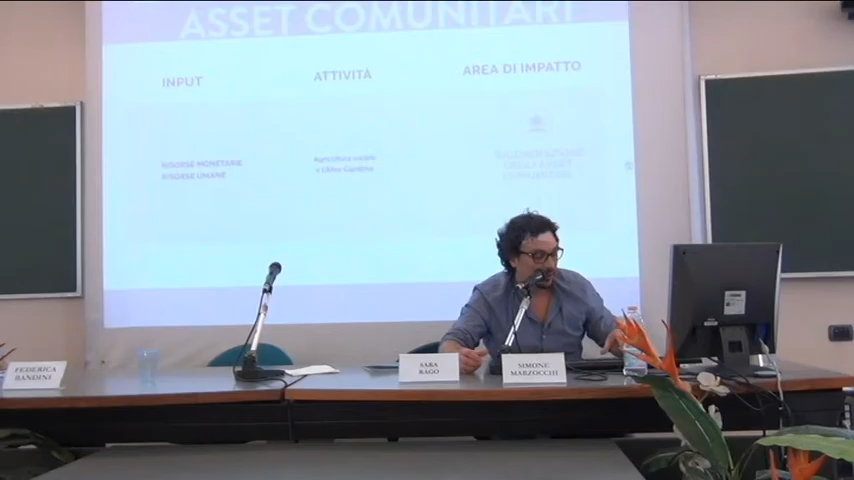 ASSET COMUNITARI
INPUT
ATTIVITÀ
AREA DI IMPATTO
RISORSE MONETARIE
RISORSE UMANE
Agricoltura sociale
FEDERICA
BANDINI
SARA
RAGO
SIMONE
MARZOCCHI